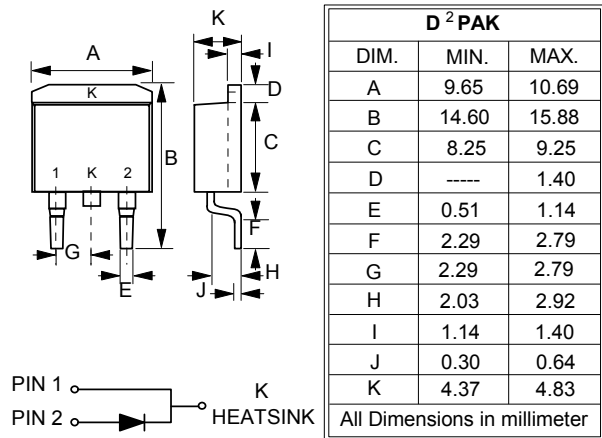 K
I
A
K
D
B
C
1 K 2
F
G
H
E
J
PIN 1
K
PIN 2
HEATSINK
D 2 PAK
DIM. MIN. MAX.
A 9.65 10.69
B 14.60 15.88
C 8.25 9.25
D ----- 1.40
E 0.51 1.14
F 2.29 2.79
G 2.29 2.79
H 2.03 2.92
I 1.14 1.40
J 0.30 0.64
K 4.37 4.83
All Dimensions in millimeter